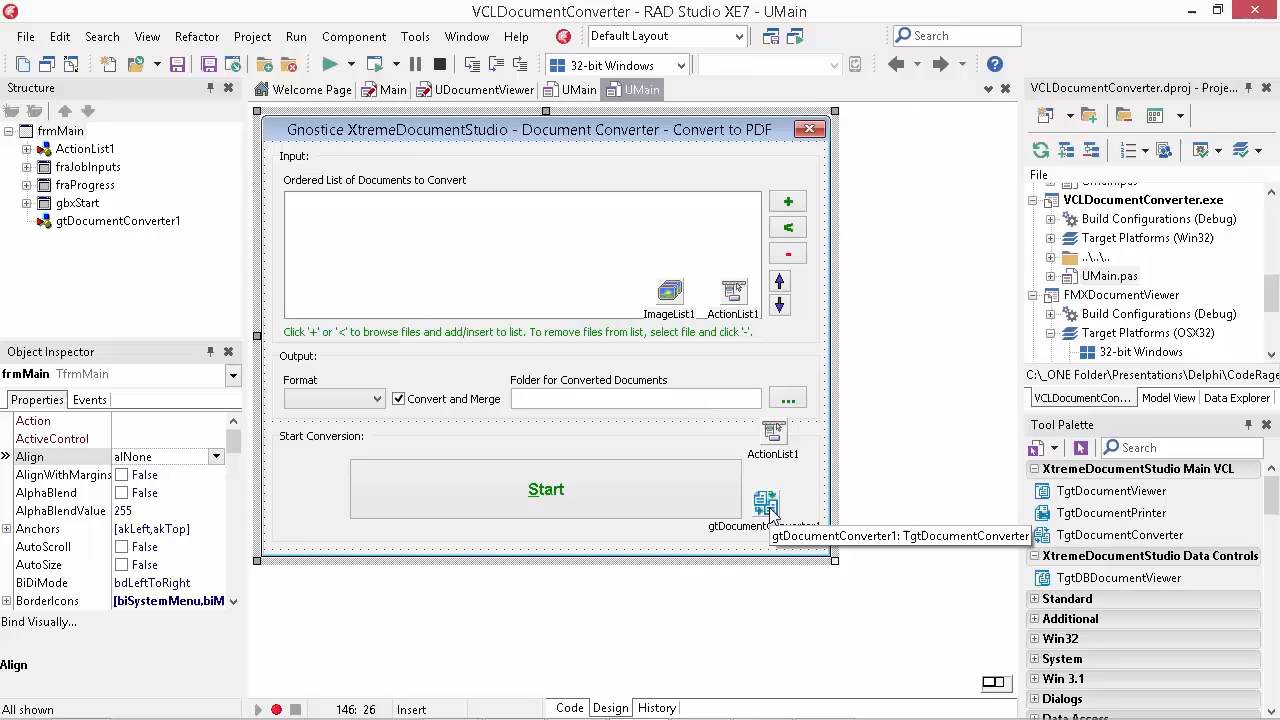 VCLDocumentConverter - RAD Studio XE7 - UMain
File Edit Search View Refactor Project Run Component Tools Window Help
Default Layout
Search
32-bit Windows
Structure
Welcome Page Main UDocumentViewer UMain UMain
VCLDocumentConverter.dproj - Proje...
frmMain
ActionList1
fraJobInputs
fraProgress
gbxStart
gtDocumentConverter1
Gnostice XtremeDocumentStudio - Document Converter - Convert to PDF
Input:
Ordered List of Documents to Convert
+
<
-
ImageList1
ActionList1
Click '+' or '<' to browse files and add/insert to list. To remove files from list, select file and click '-'.
Output:
Format
Convert and Merge
Folder for Converted Documents
...
Start Conversion:
ActionList1
Start
gtDocumentConverter1: TgtDocumentConverter
File
VCLDocumentConverter.exe
Build Configurations (Debug)
Target Platforms (Win32)
..\..\..
UMain.pas
FMXDocumentViewer
Build Configurations (Debug)
Target Platforms (OSX32)
32-bit Windows
C:\_ONE Folder\Presentations\Delphi\CodeRage
VCLDocumentCon... Model View Data Explorer
Object Inspector
frmMain TfrmMain
Properties Events
Action
ActiveControl
Align alNone
AlignWithMargins False
AlphaBlend False
AlphaBlendValue 255
Anchors [akLeft,akTop]
AutoScroll False
AutoSize False
BiDiMode bdLeftToRight
BorderIcons [biSystemMenu,biM
Bind Visually...
Align
All shown
146: 26 Insert
Code Design History
Tool Palette
Search
XtremeDocumentStudio Main VCL
TgtDocumentViewer
TgtDocumentPrinter
TgtDocumentConverter
XtremeDocumentStudio Data Controls
TgtDBDocumentViewer
Standard
Additional
Win32
System
Win 3.1
Dialogs
Data Access